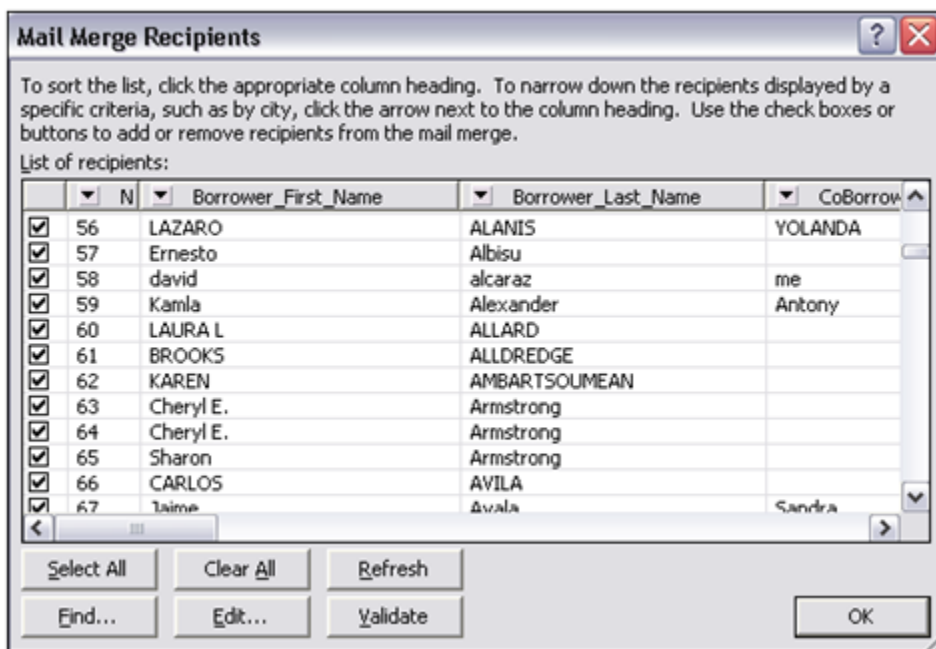 Mail Merge Recipients
To sort the list, click the appropriate column heading. To narrow down the recipients displayed by a
specific criteria, such as by city, click the arrow next to the column heading. Use the check boxes or
buttons to add or remove recipients from the mail merge.
List of recipients:
N Borrower_First_Name Borrower_Last_Name CoBorrow
56 LAZARO ALANIS YOLANDA
57 Ernesto Albisu
58 david alcaraz me
59 Kamla Alexander Antony
60 LAURA L ALLARD
61 BROOKS ALLDREDGE
62 KAREN AMBARTSOUMEAN
63 Cheryl E. Armstrong
64 Cheryl E. Armstrong
65 Sharon Armstrong
66 CARLOS AVILA
67 Jaime Ayala Sandra
Select All Clear All Refresh
Find... Edit... Validate OK